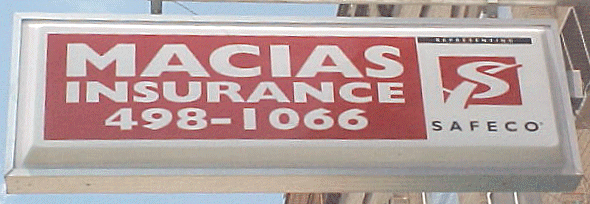 MACIAS
INSURANCE
498-1066
REPRESENTING
S
SAFECO